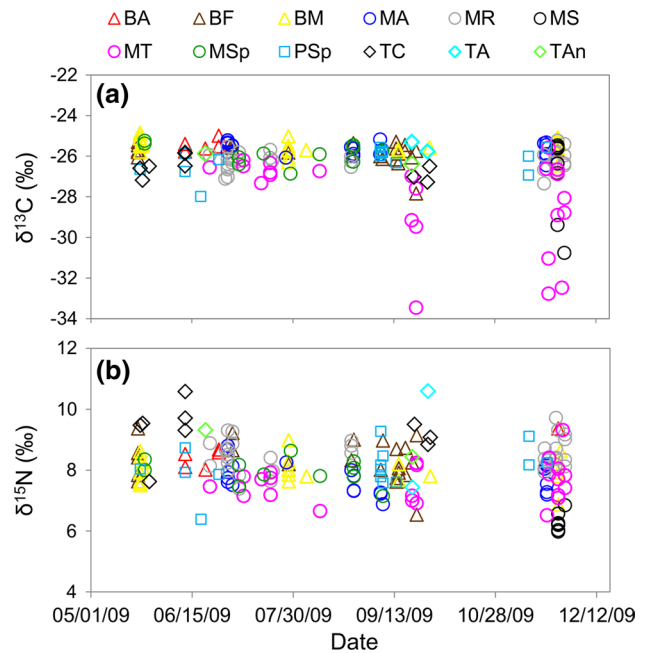 BA BF BM MA MR MS
MT MSp PSp TC TA TAn
(a)
-22
-24
-26
-28
-30
-32
-34
δ13C (‰)
(b)
12
10
8
6
4
δ15N (‰)
05/01/09 06/15/09 07/30/09 09/13/09 10/28/09 12/12/09
Date